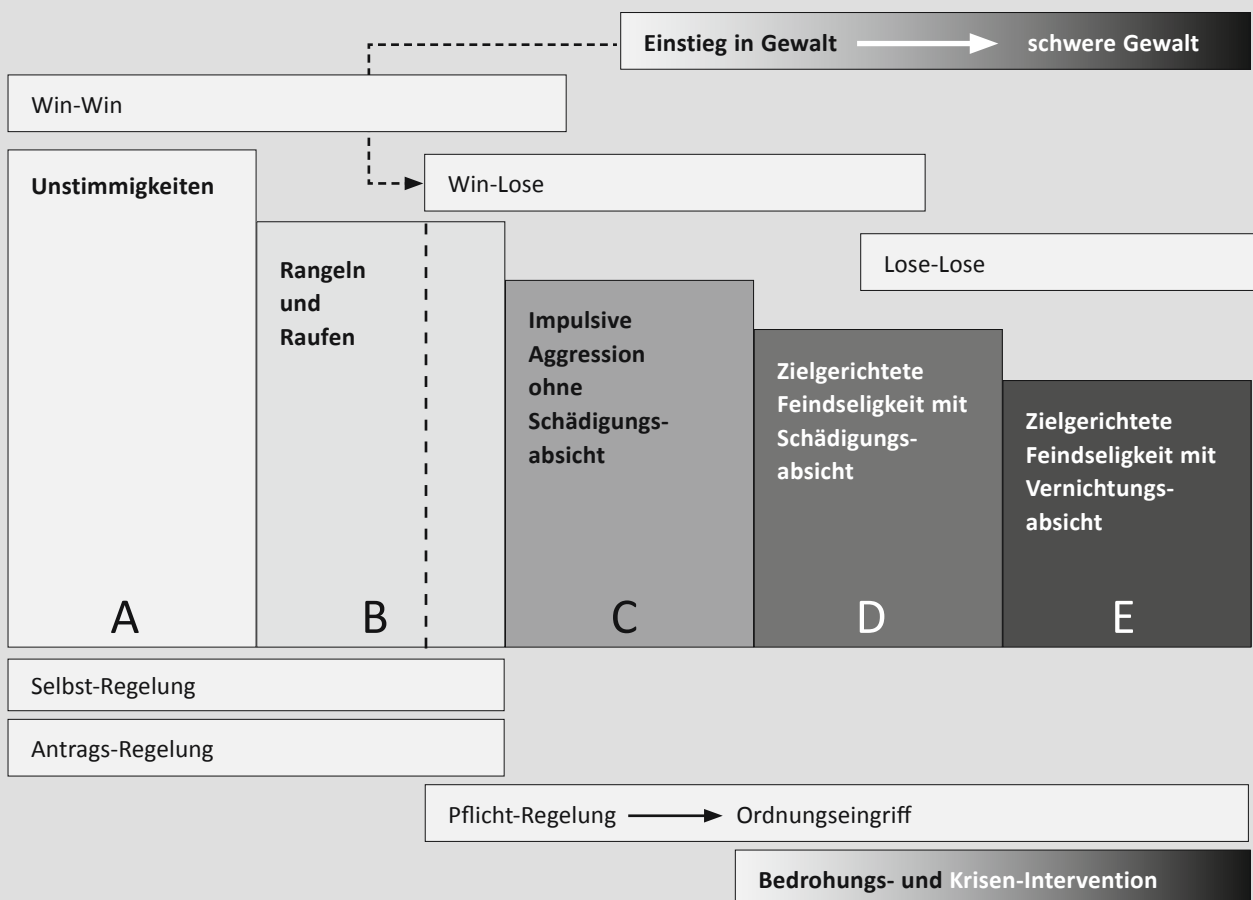 Einstieg in Gewalt → schwere Gewalt
Win-Win
Unstimmigkeiten
Win-Lose
Lose-Lose
Rangeln
und
Raufen
Impulsive
Aggression
ohne
Schädigungs-
absicht
Zielgerichtete
Feindseligkeit mit
Schädigungs-
absicht
Zielgerichtete
Feindseligkeit mit
Vernichtungs-
absicht
A
B
C
D
E
Selbst-Regelung
Antrags-Regelung
Pflicht-Regelung → Ordnungseingriff
Bedrohungs- und Krisen-Intervention